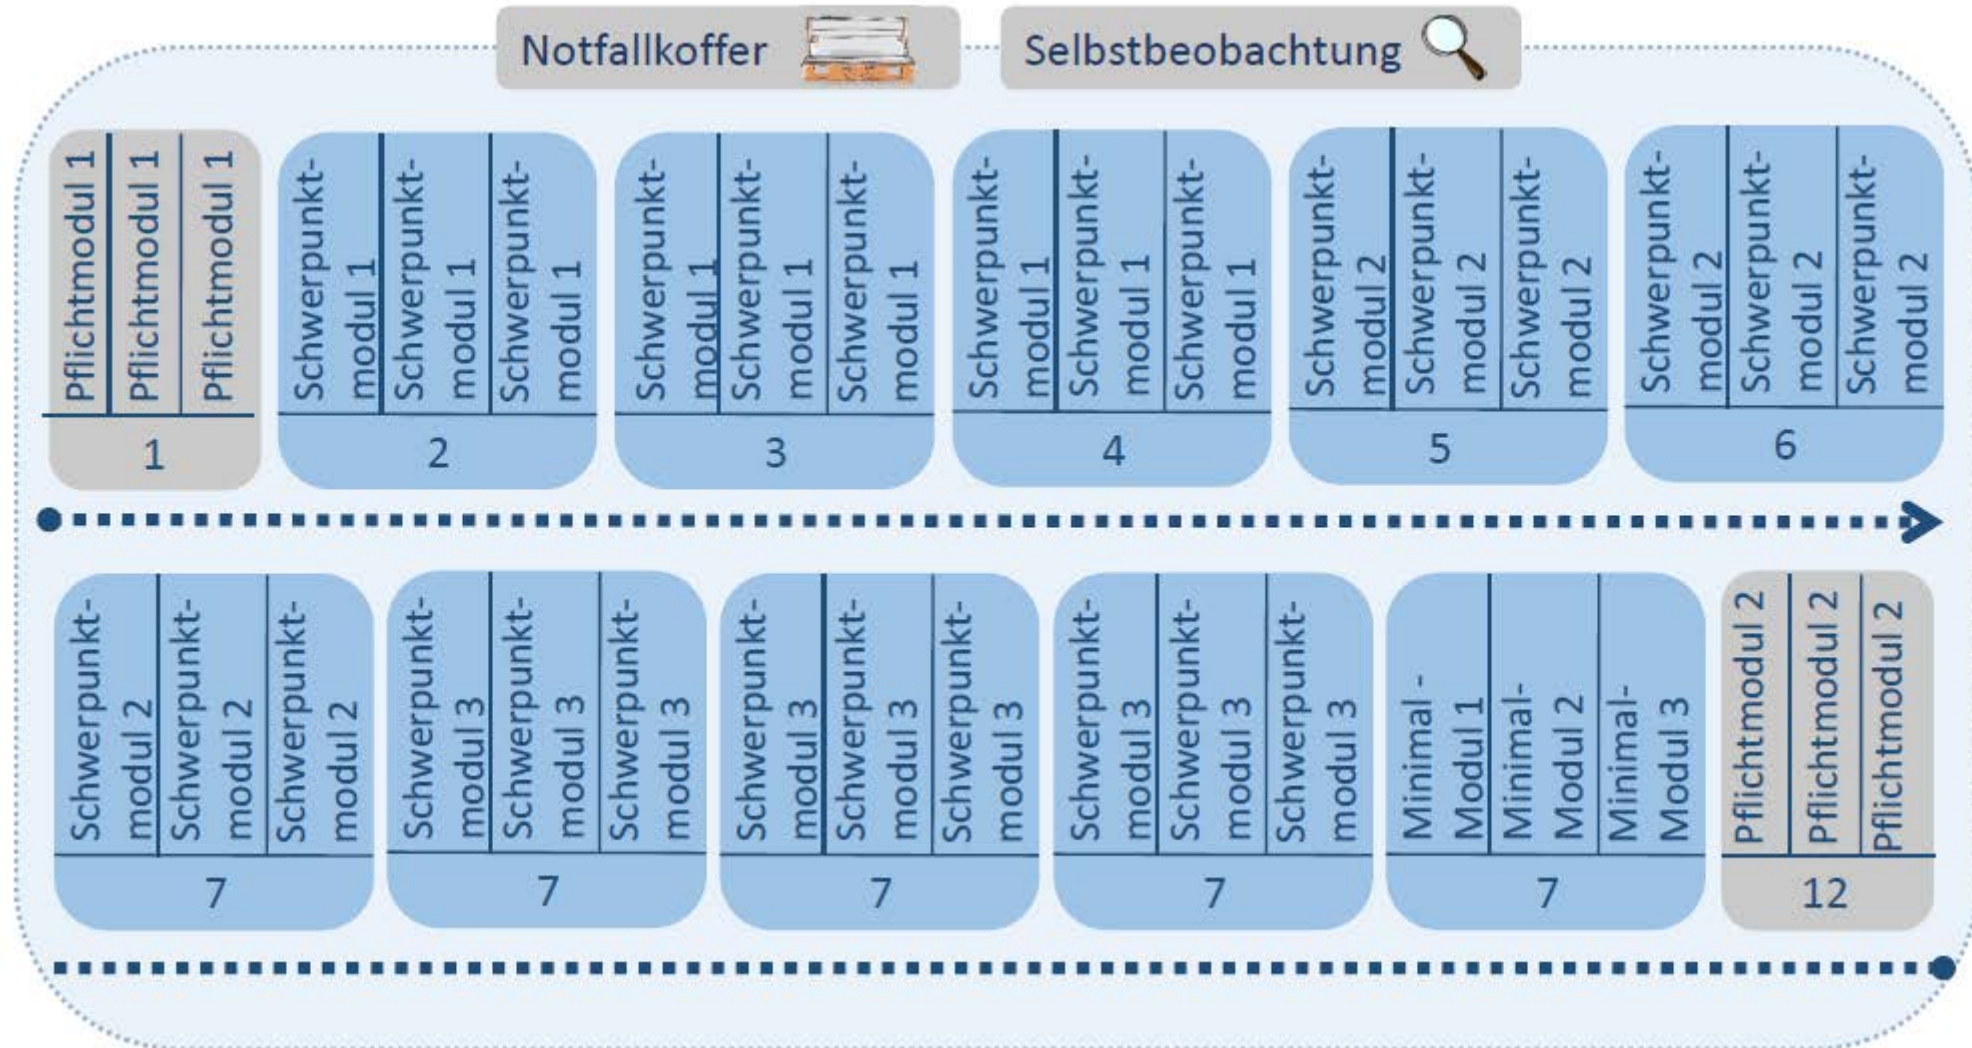 Notfallkoffer
Selbstbeobachtung
Pflichtmodul 1
Pflichtmodul 1
Pflichtmodul 1
1
Schwerpunkt-
modul 1
Schwerpunkt-
modul 1
Schwerpunkt-
modul 1
2
Schwerpunkt-
modul 1
Schwerpunkt-
modul 1
Schwerpunkt-
modul 1
3
Schwerpunkt-
modul 1
Schwerpunkt-
modul 1
Schwerpunkt-
modul 1
4
Schwerpunkt-
modul 2
Schwerpunkt-
modul 2
Schwerpunkt-
modul 2
5
Schwerpunkt-
modul 2
Schwerpunkt-
modul 2
Schwerpunkt-
modul 2
6
Schwerpunkt-
modul 2
Schwerpunkt-
modul 2
Schwerpunkt-
modul 2
7
Schwerpunkt-
modul 3
Schwerpunkt-
modul 3
Schwerpunkt-
modul 3
7
Schwerpunkt-
modul 3
Schwerpunkt-
modul 3
Schwerpunkt-
modul 3
7
Schwerpunkt-
modul 3
Schwerpunkt-
modul 3
Schwerpunkt-
modul 3
7
Minimal -
Modul 1
Minimal-
Modul 2
Minimal-
Modul 3
7
Pflichtmodul 2
Pflichtmodul 2
Pflichtmodul 2
12